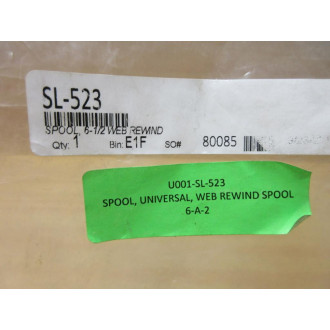 SL-523
SPOOL, 6-1/2 WEB REWIND
Qty: 1 Bin: E1F SO# 80085
U001-SL-523
SPOOL, UNIVERSAL, WEB REWIND SPOOL
6-A-2